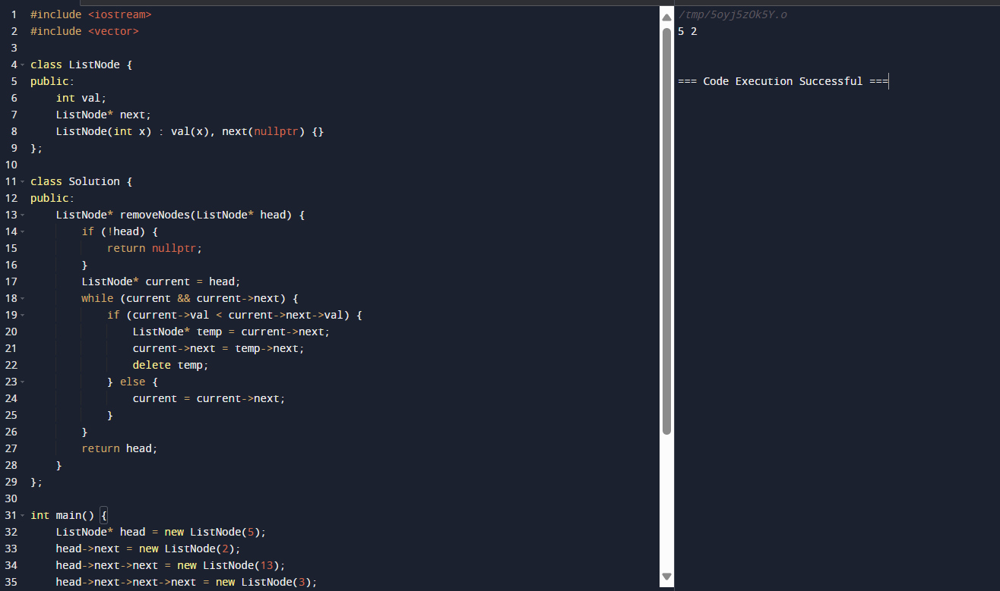 1 #include <iostream>
2 #include <vector>
3
4 class ListNode {
5 public:
6     int val;
7     ListNode* next;
8     ListNode(int x) : val(x), next(nullptr) {}
9 };
10
11 class Solution {
12 public:
13     ListNode* removeNodes(ListNode* head) {
14         if (!head) {
15             return nullptr;
16         }
17         ListNode* current = head;
18         while (current && current->next) {
19             if (current->val < current->next->val) {
20                 ListNode* temp = current->next;
21                 current->next = temp->next;
22                 delete temp;
23             } else {
24                 current = current->next;
25             }
26         }
27         return head;
28     }
29 };
30
31 int main() {
32     ListNode* head = new ListNode(5);
33     head->next = new ListNode(2);
34     head->next->next = new ListNode(13);
35     head->next->next->next = new ListNode(3);
/tmp/5oyj5zOk5Y.o
5 2
=== Code Execution Successful ===